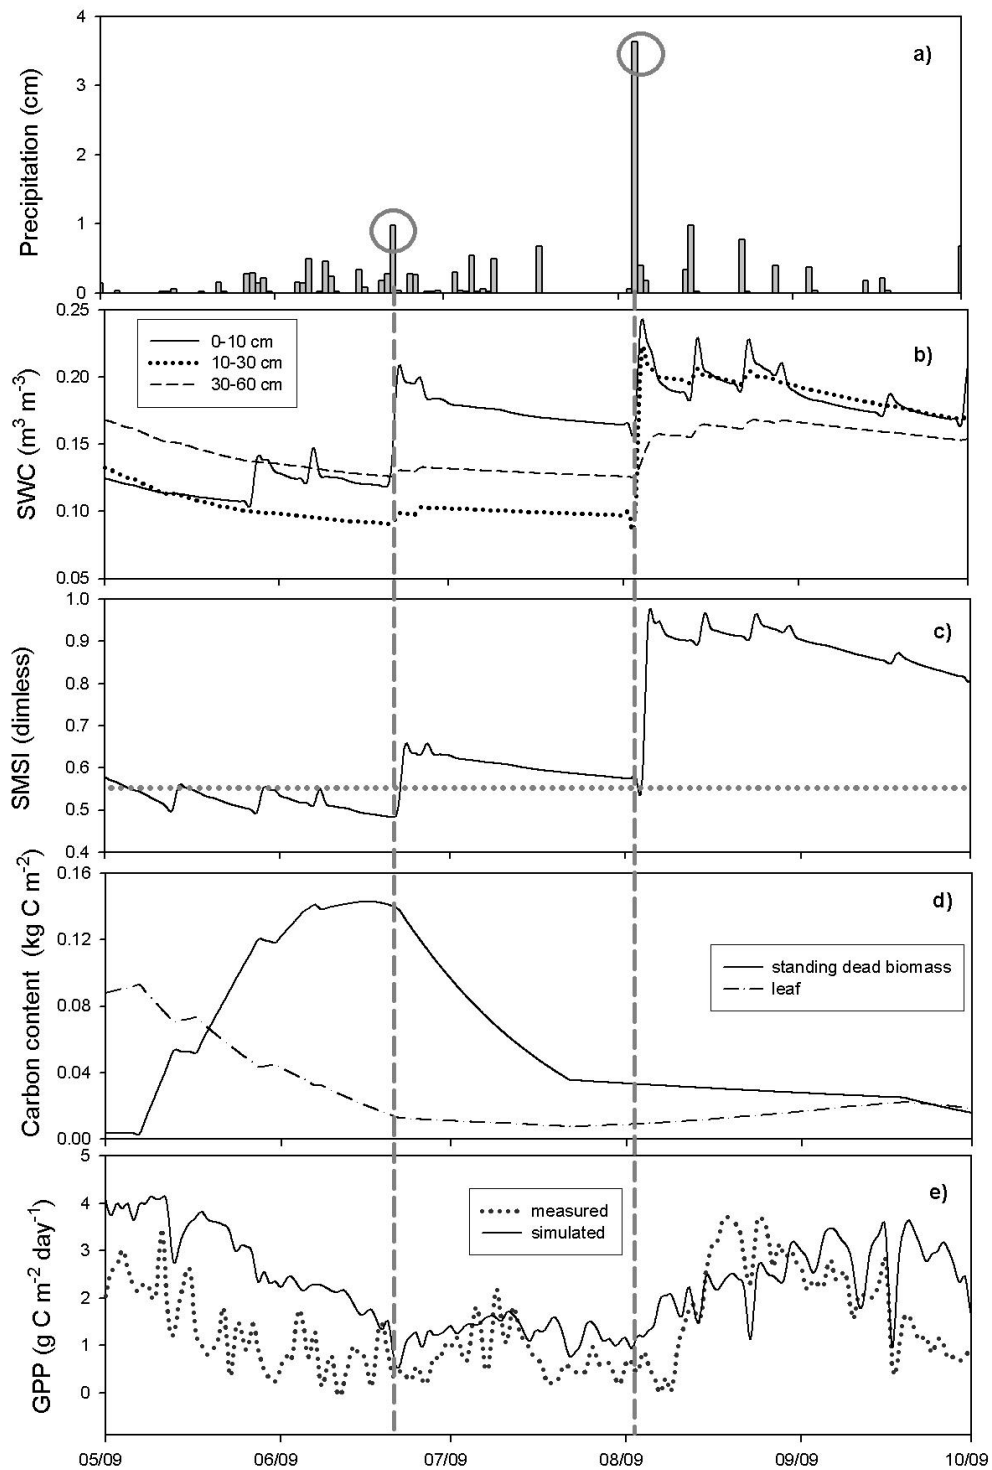 4
3
2
1
0
Precipitation (cm)
a)
0.25
0.20
0.15
0.10
0.05
SWC (m³ m⁻³)
0-10 cm
10-30 cm
30-60 cm
b)
1.0
0.9
0.8
0.7
0.6
0.5
0.4
SMSI (dimless)
c)
0.16
0.12
0.08
0.04
0.00
Carbon content (kg C m⁻²)
d)
standing dead biomass
leaf
5
4
3
2
1
0
GPP (g C m⁻² day⁻¹)
measured
simulated
e)
05/09 06/09 07/09 08/09 09/09 10/09